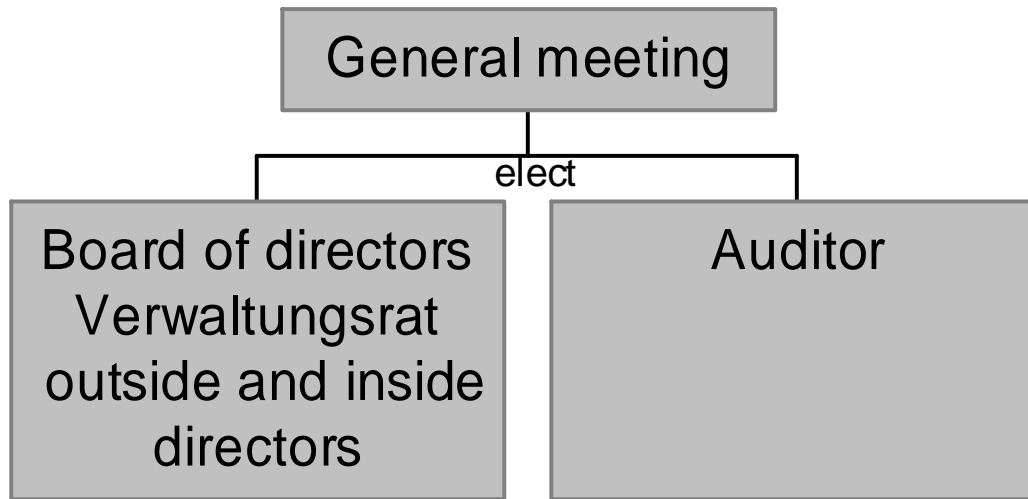 General meeting
elect
Board of directors
Verwaltungsrat
outside and inside
directors
Auditor